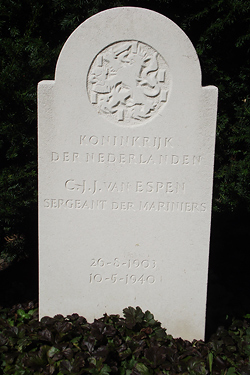 KONINKRIJK
DER NEDERLANDEN
C.J.J. VAN ESPEN
SERGEANT DER MARINIERS
26-8-1903
10-5-1940